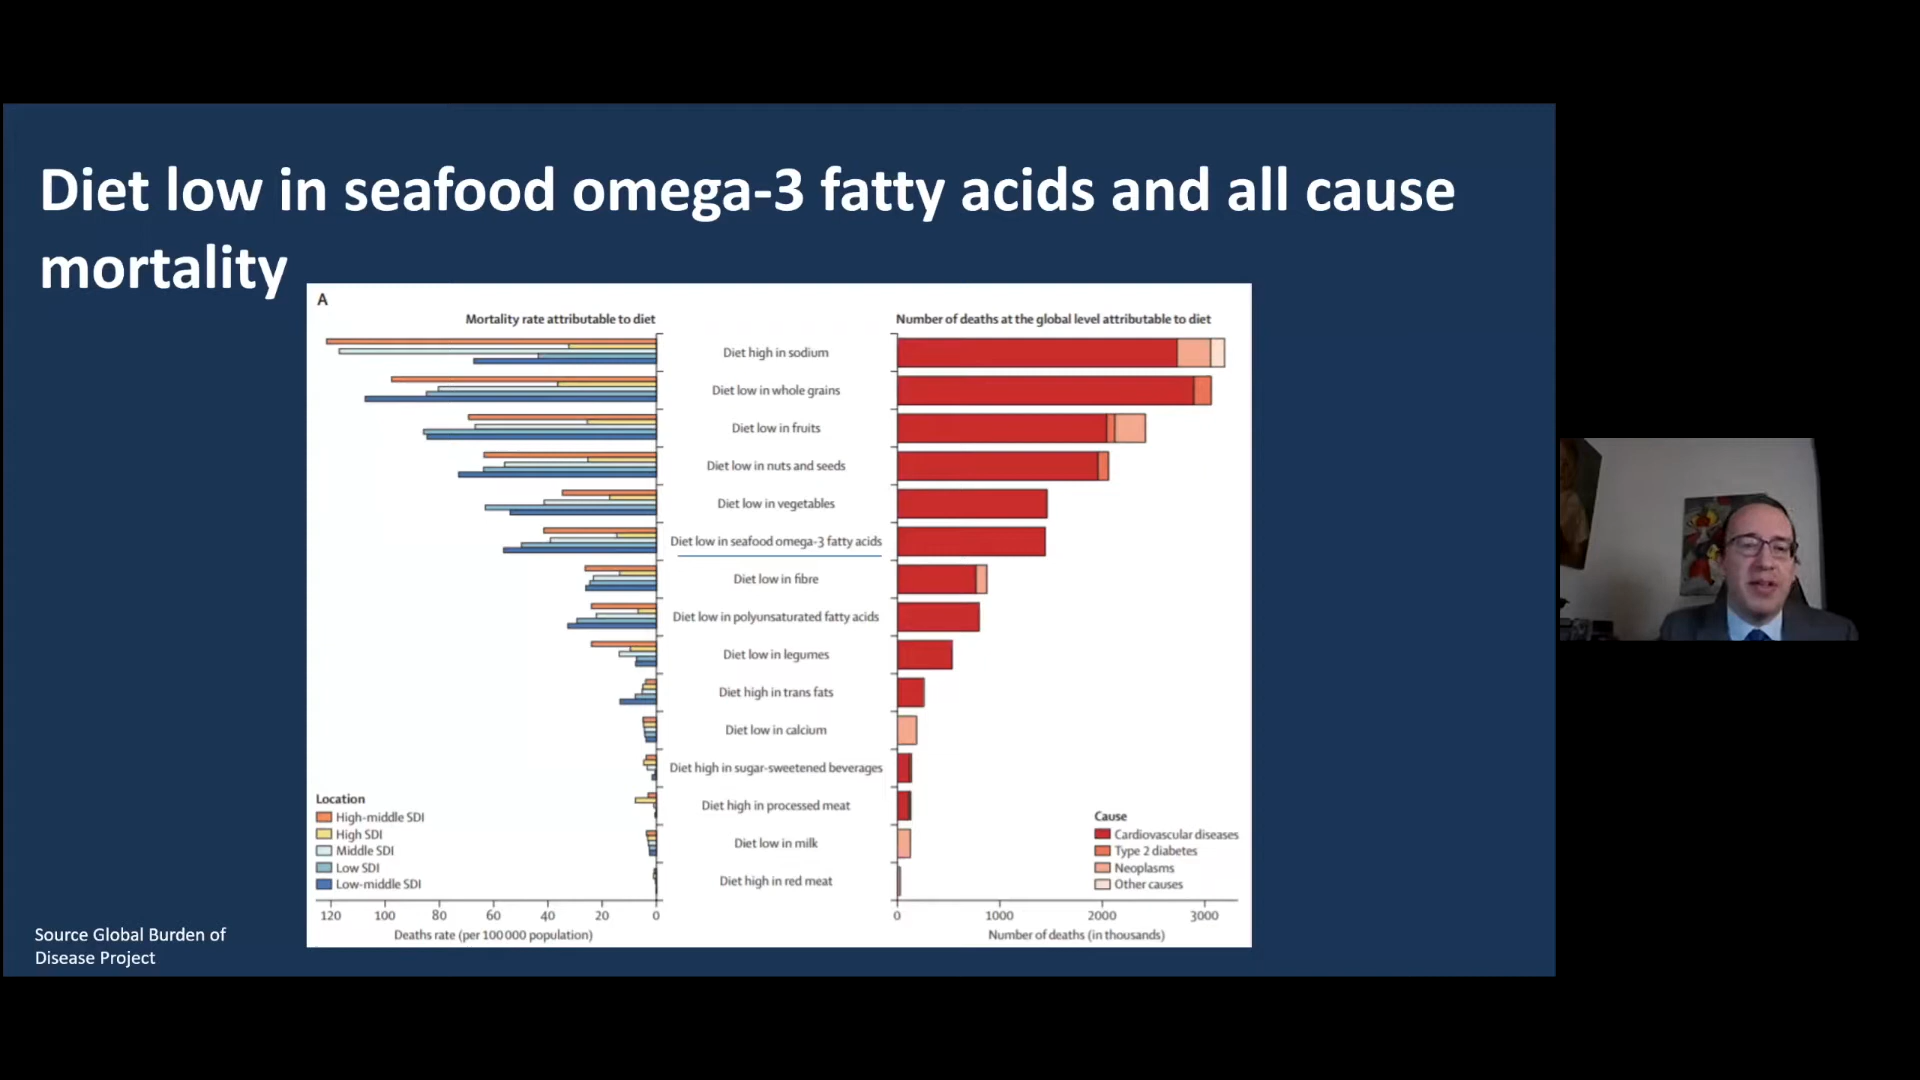 Diet low in seafood omega-3 fatty acids and all cause
mortality
A
Mortality rate attributable to diet
Number of deaths at the global level attributable to diet
Diet high in sodium
Diet low in whole grains
Diet low in fruits
Diet low in nuts and seeds
Diet low in vegetables
Diet low in seafood omega-3 fatty acids
Diet low in fibre
Diet low in polyunsaturated fatty acids
Diet low in legumes
Diet high in trans fats
Diet low in calcium
Diet high in sugar-sweetened beverages
Diet high in processed meat
Diet low in milk
Diet high in red meat
Location
High-middle SDI
High SDI
Middle SDI
Low SDI
Low-middle SDI
Cause
Cardiovascular diseases
Type 2 diabetes
Neoplasms
Other causes
120 100 80 60 40 20 0
Deaths rate (per 100 000 population)
0 1000 2000 3000
Number of deaths (in thousands)
Source Global Burden of
Disease Project